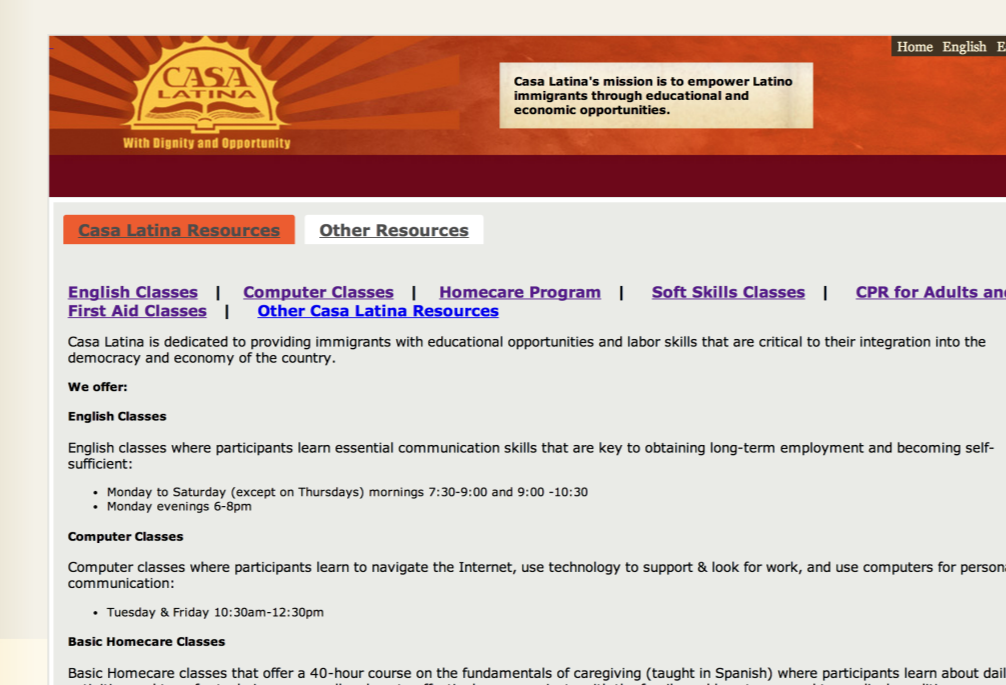 CASA
LATINA
With Dignity and Opportunity
Home English
Casa Latina's mission is to empower Latino
immigrants through educational and
economic opportunities.
Casa Latina Resources Other Resources
English Classes | Computer Classes | Homecare Program | Soft Skills Classes | CPR for Adults and
First Aid Classes | Other Casa Latina Resources
Casa Latina is dedicated to providing immigrants with educational opportunities and labor skills that are critical to their integration into the
democracy and economy of the country.
We offer:
English Classes
English classes where participants learn essential communication skills that are key to obtaining long-term employment and becoming self-
sufficient:
• Monday to Saturday (except on Thursdays) mornings 7:30-9:00 and 9:00 -10:30
• Monday evenings 6-8pm
Computer Classes
Computer classes where participants learn to navigate the Internet, use technology to support & look for work, and use computers for
communication:
• Tuesday & Friday 10:30am-12:30pm
Basic Homecare Classes
Basic Homecare classes that offer a 40-hour course on the fundamentals of caregiving (taught in Spanish) where participants learn about